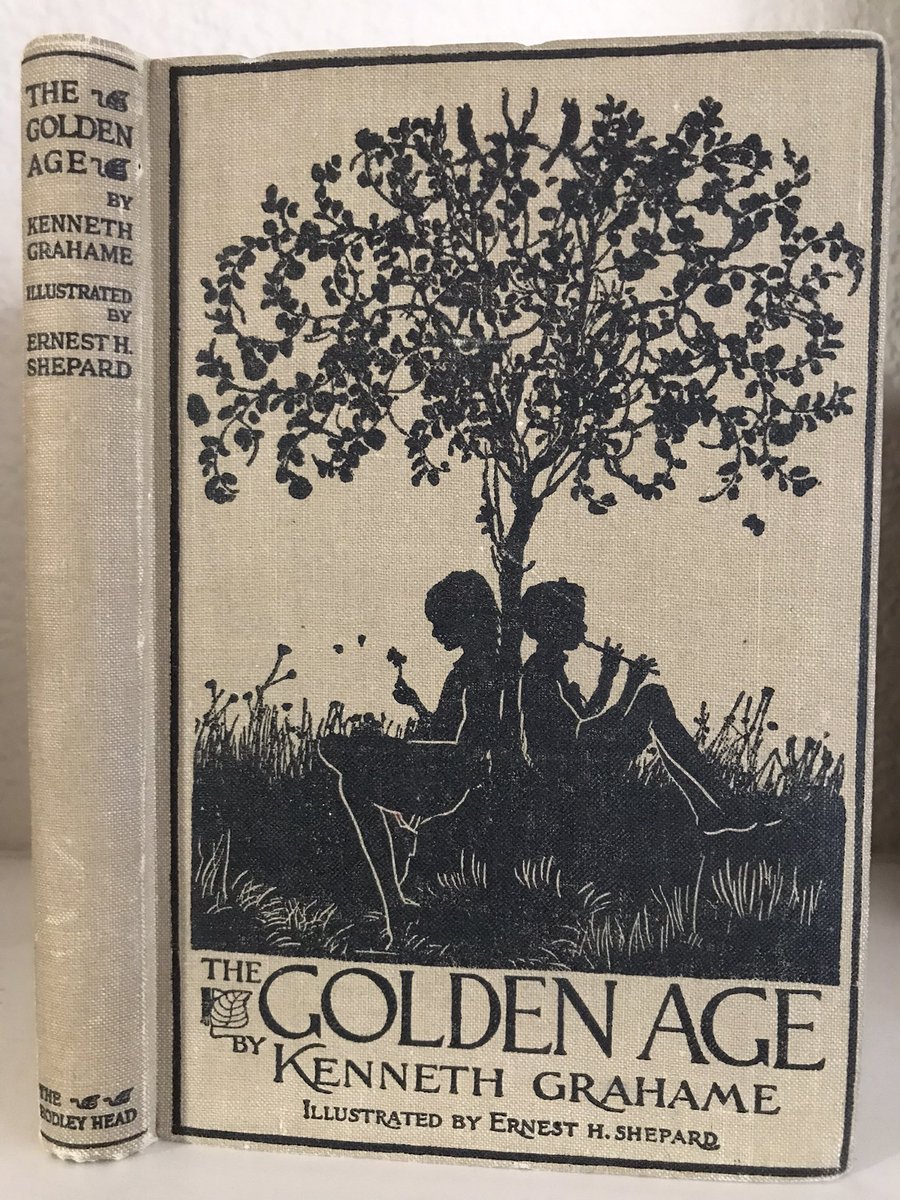 THE
GOLDEN
AGE
BY
KENNETH
GRAHAME
ILLUSTRATED
BY
ERNEST H.
SHEPARD
THE
BODLEY HEAD
THE
GOLDEN AGE
BY KENNETH GRAHAME
ILLUSTRATED BY ERNEST H. SHEPARD